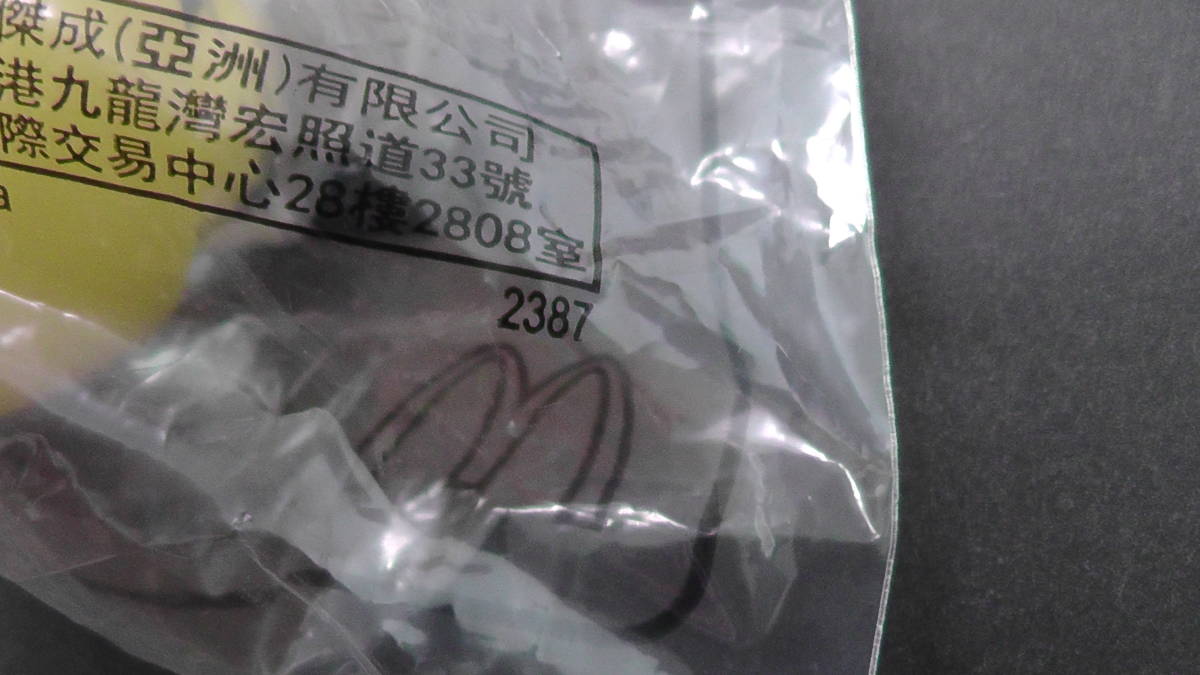 傑成(亞洲)有限公司
港九龍灣宏照道33號
際交易中心28樓2808室
a
2387